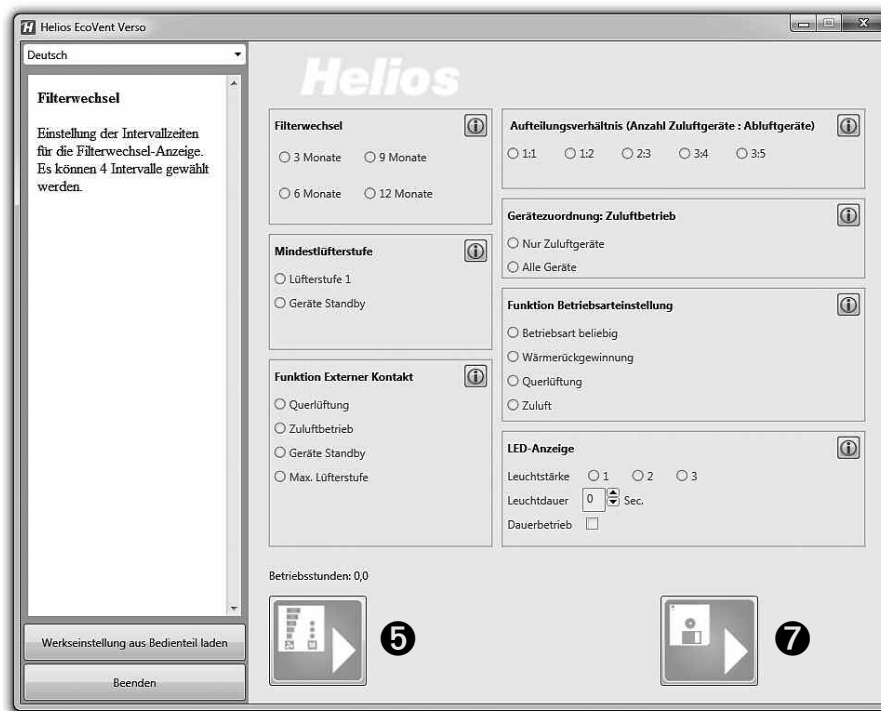 Helios EcoVent Verso
Deutsch
Filterwechsel
Einstellung der Intervallzeiten
für die Filterwechsel-Anzeige.
Es können 4 Intervalle gewählt
werden.
Werkseinstellung aus Bedienteil laden
Beenden
Helios
Filterwechsel
3 Monate 9 Monate
6 Monate 12 Monate
Mindestlüfterstufe
Lüfterstufe 1
Geräte Standby
Funktion Externer Kontakt
Querlüftung
Zuluftbetrieb
Geräte Standby
Max. Lüfterstufe
Aufteilungsverhältnis (Anzahl Zuluftgeräte : Abluftgeräte)
1:1 1:2 2:3 3:4 3:5
Gerätezuordnung: Zuluftbetrieb
Nur Zuluftgeräte
Alle Geräte
Funktion Betriebsarteinstellung
Betriebsart beliebig
Wärmerückgewinnung
Querlüftung
Zuluft
LED-Anzeige
Leuchtstärke 1 2 3
Leuchtdauer 0 Sec.
Dauerbetrieb
Betriebsstunden: 0,0
5
7